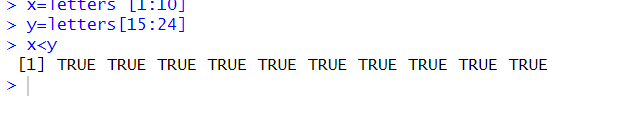 > x=letters [1:10]
> y=letters[15:24]
> x<y
[1] TRUE TRUE TRUE TRUE TRUE TRUE TRUE TRUE TRUE TRUE
>